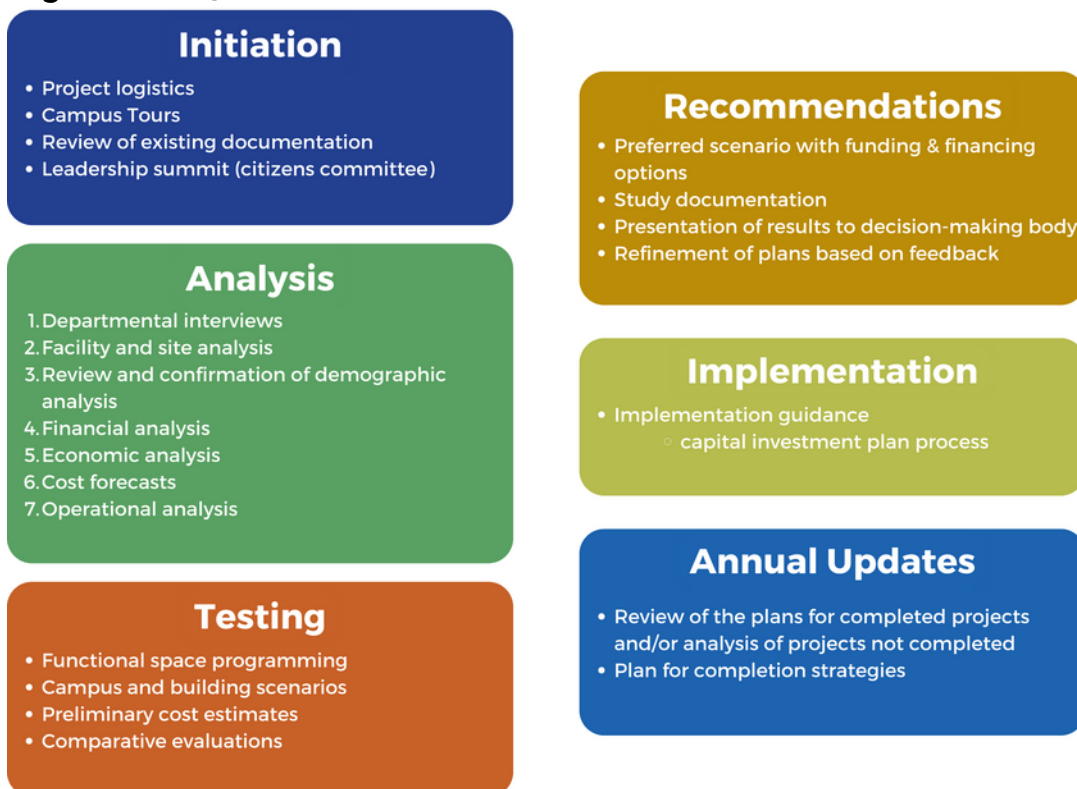 Initiation
• Project logistics
• Campus Tours
• Review of existing documentation
• Leadership summit (citizens committee)
Analysis
1. Departmental interviews
2. Facility and site analysis
3. Review and confirmation of demographic
analysis
4. Financial analysis
5. Economic analysis
6. Cost forecasts
7. Operational analysis
Testing
• Functional space programming
• Campus and building scenarios
• Preliminary cost estimates
• Comparative evaluations
Recommendations
• Preferred scenario with funding & financing
options
• Study documentation
• Presentation of results to decision-making body
• Refinement of plans based on feedback
Implementation
• Implementation guidance
◦ capital investment plan process
Annual Updates
• Review of the plans for completed projects
and/or analysis of projects not completed
• Plan for completion strategies